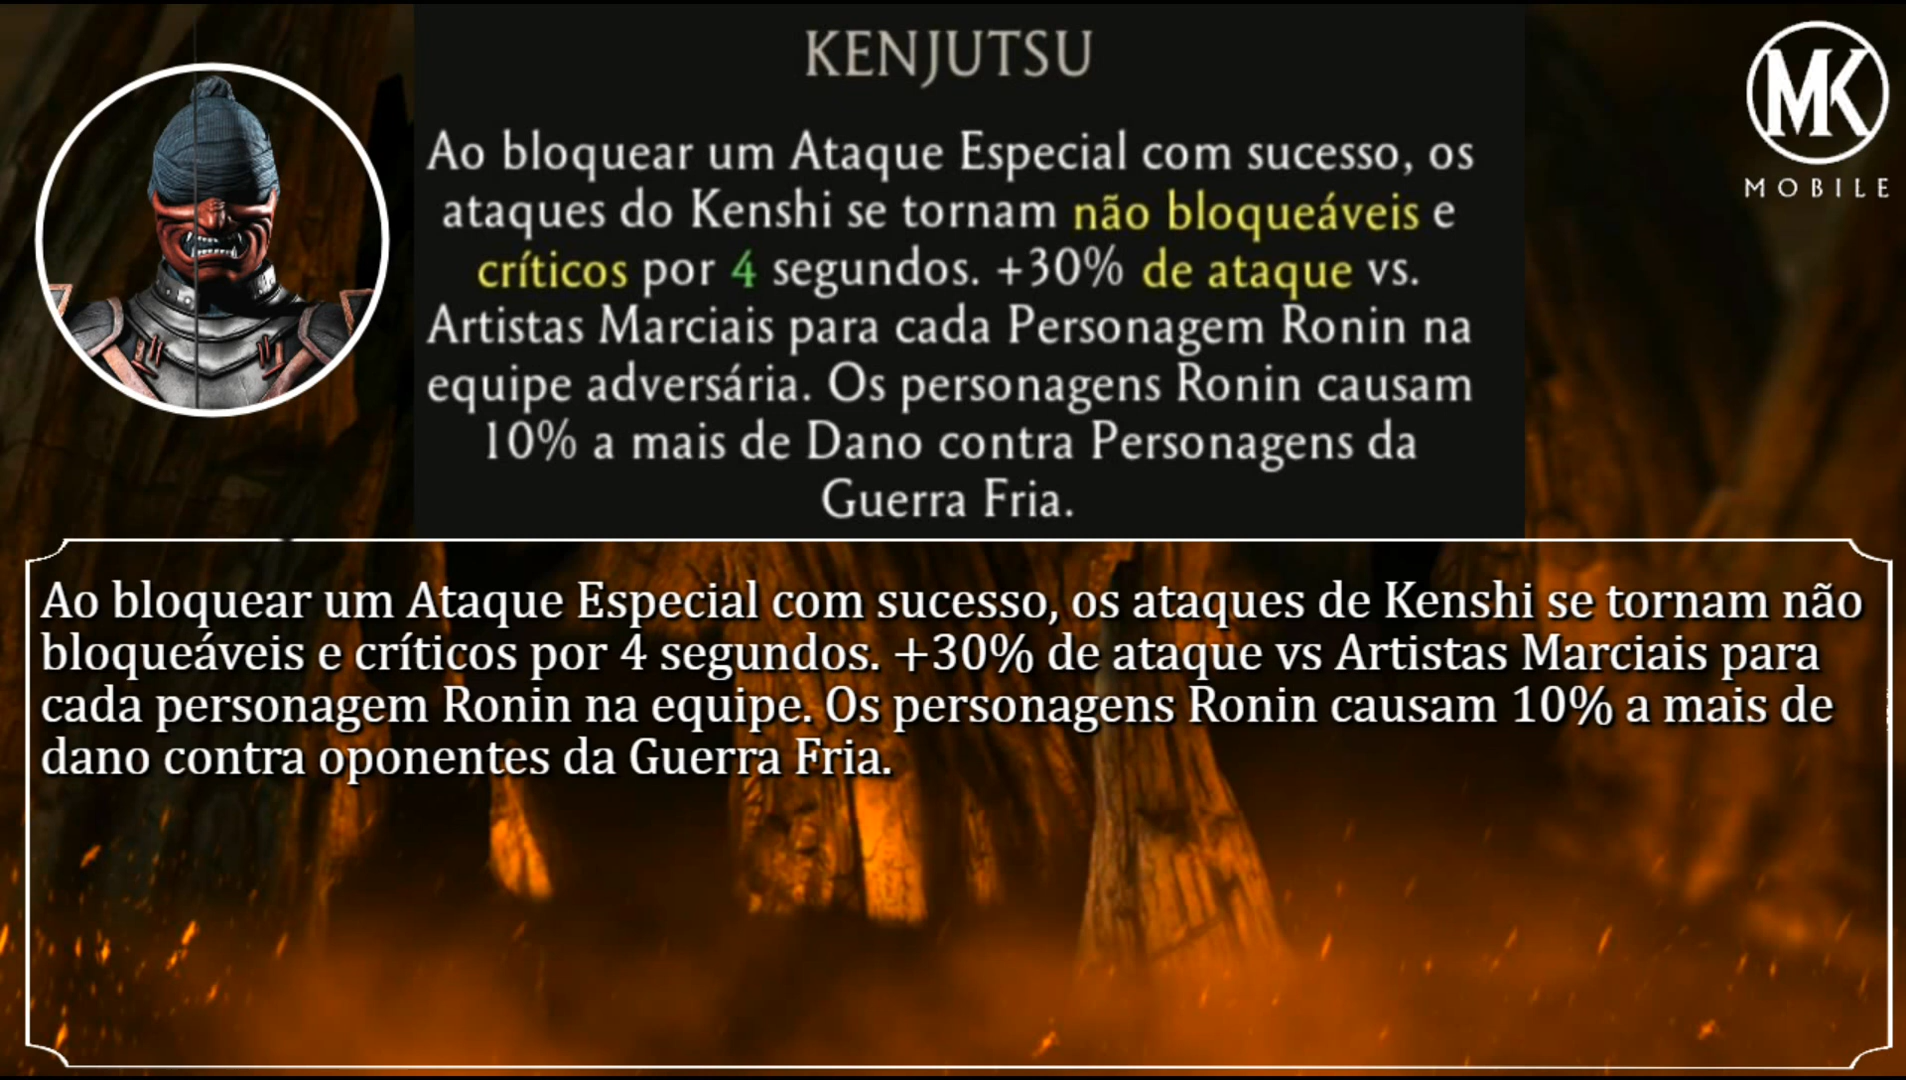 KENJUTSU
Ao bloquear um Ataque Especial com sucesso, os
ataques do Kenshi se tornam não bloqueáveis e
críticos por 4 segundos. +30% de ataque vs.
Artistas Marciais para cada Personagem Ronin na
equipe adversária. Os personagens Ronin causam
10% a mais de Dano contra Personagens da
Guerra Fria.
MK
MOBILE
Ao bloquear um Ataque Especial com sucesso, os ataques de Kenshi se tornam não
bloqueáveis e críticos por 4 segundos. +30% de ataque vs Artistas Marciais para
cada personagem Ronin na equipe. Os personagens Ronin causam 10% a mais de
dano contra oponentes da Guerra Fria.